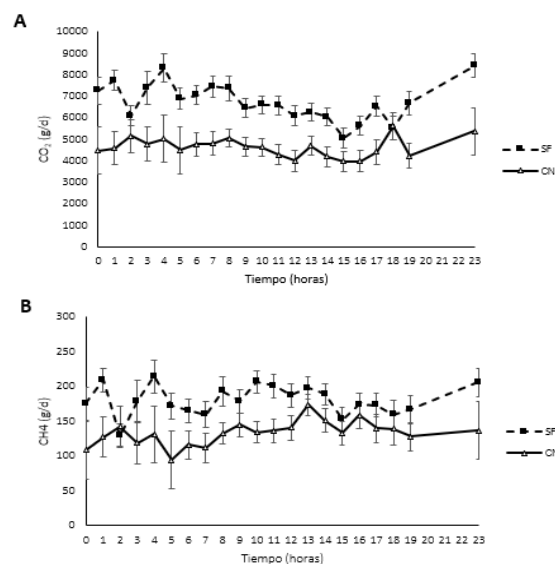 A
10000
9000
8000
7000
6000
5000
4000
3000
2000
1000
0
CO₂ (g/d)
0 1 2 3 4 5 6 7 8 9 10 11 12 13 14 15 16 17 18 19 20 21 22 23
Tiempo (horas)
SF
CN
B
300
250
200
150
100
50
0
CH4 (g/d)
0 1 2 3 4 5 6 7 8 9 10 11 12 13 14 15 16 17 18 19 20 21 22 23
Tiempo (horas)
SF
CN